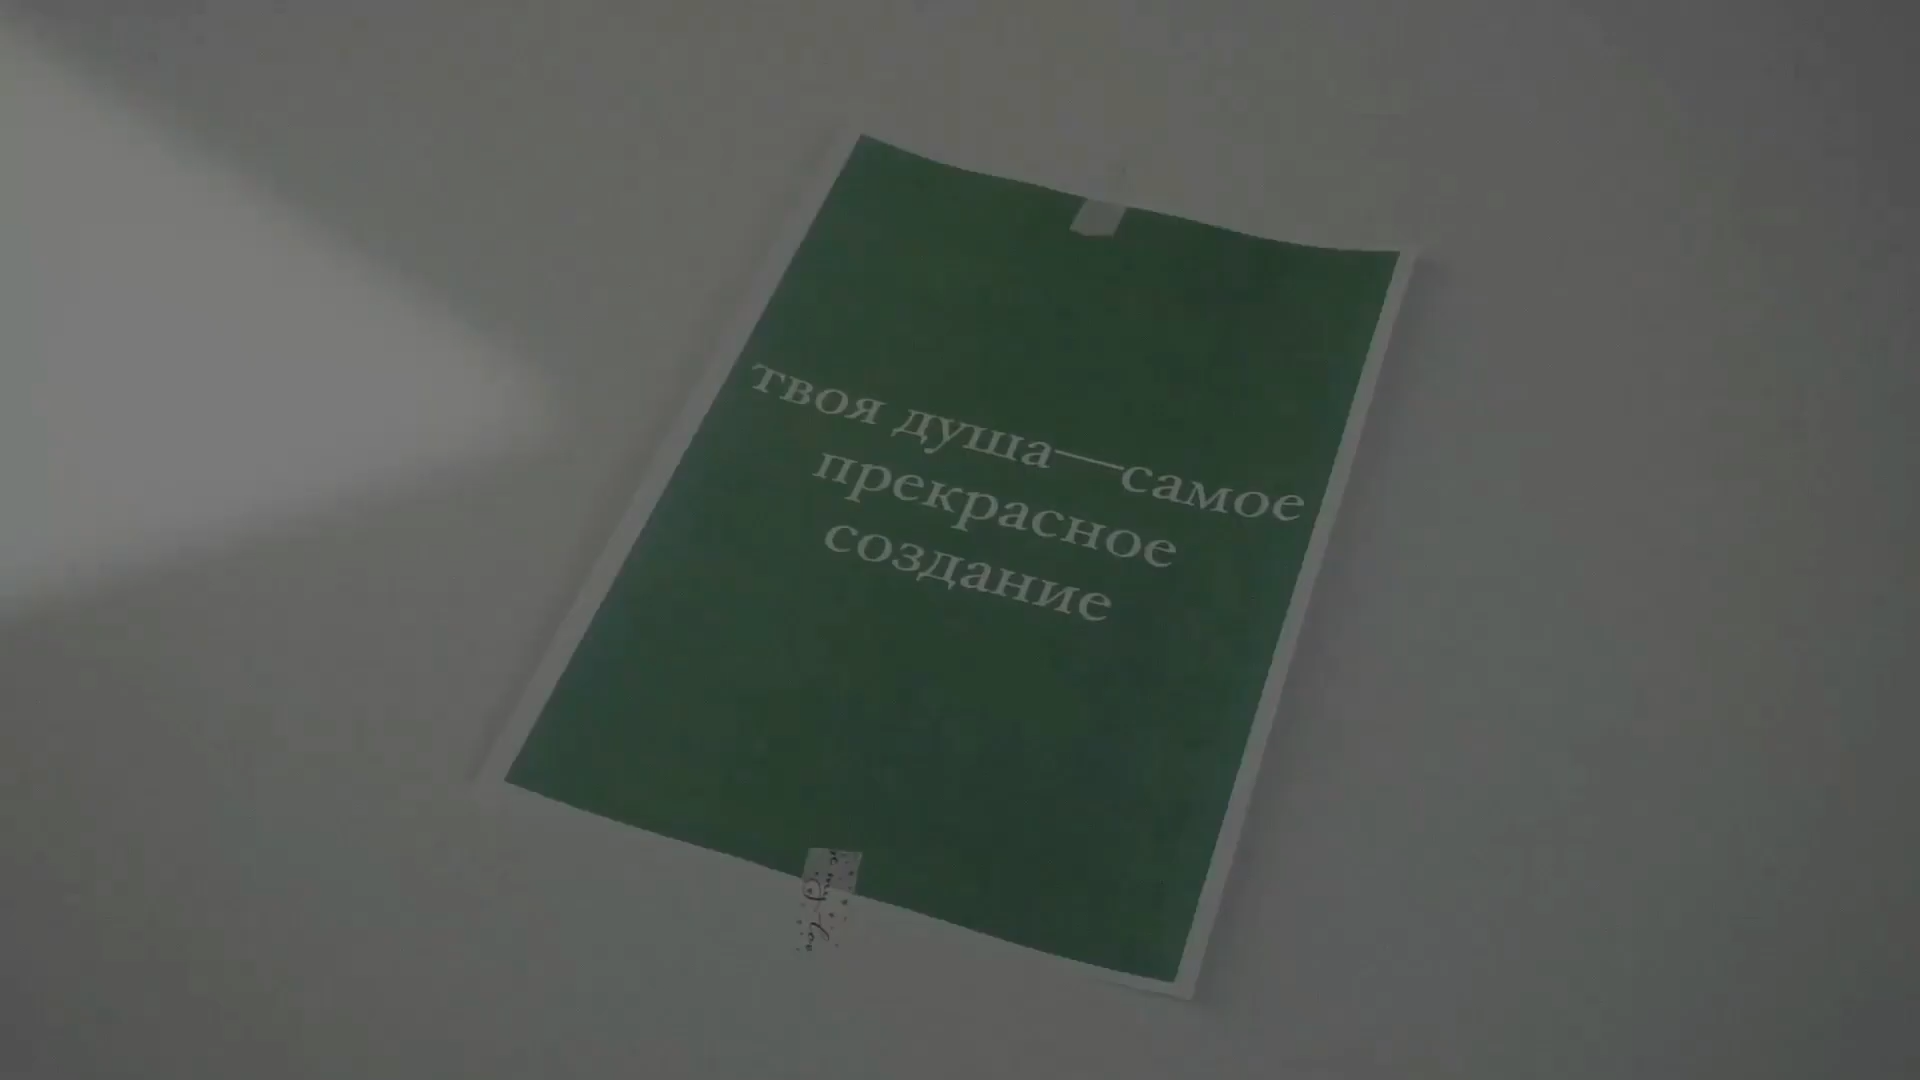 твоя душа—самое
прекрасное
создание